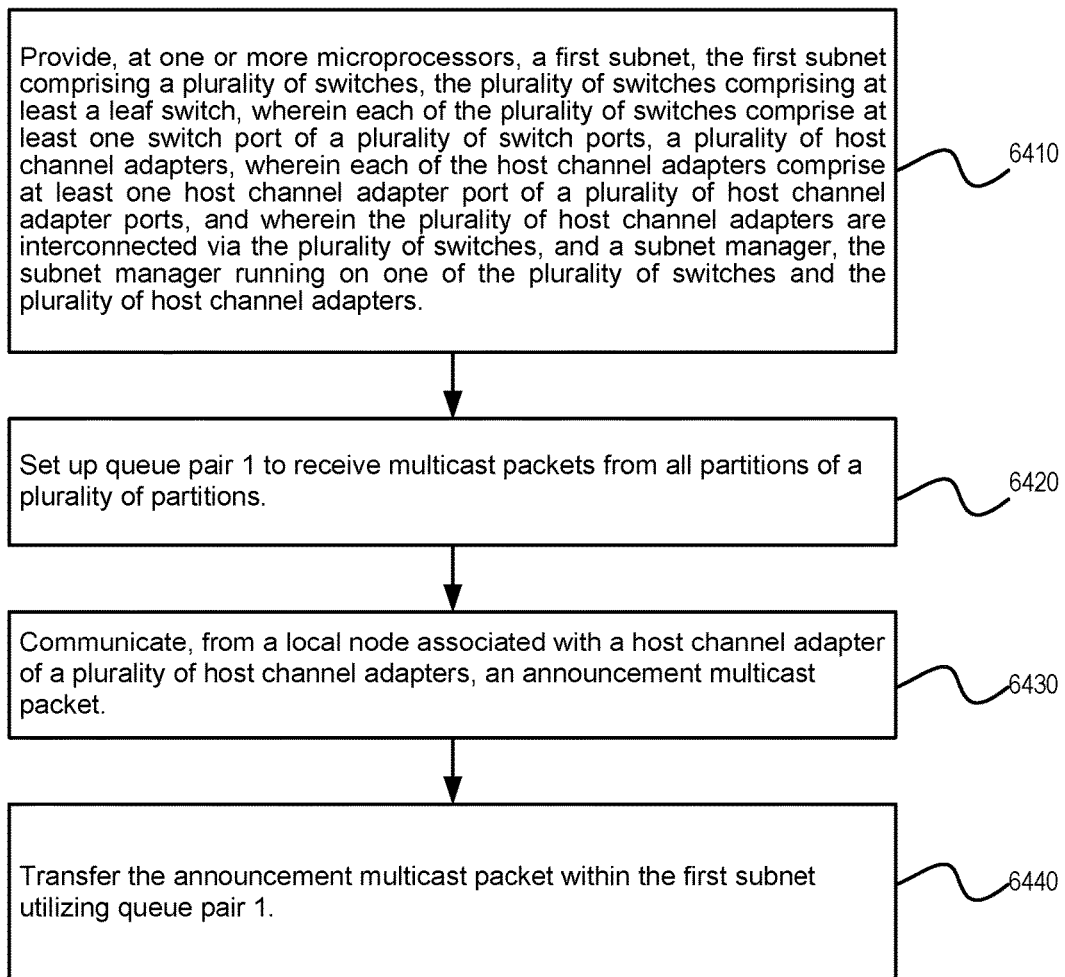 Provide, at one or more microprocessors, a first subnet, the first subnet
comprising a plurality of switches, the plurality of switches comprising at
least a leaf switch, wherein each of the plurality of switches comprise at
least one switch port of a plurality of switch ports, a plurality of host
channel adapters, wherein each of the host channel adapters comprise
at least one host channel adapter port of a plurality of host channel
adapter ports, and wherein the plurality of host channel adapters are
interconnected via the plurality of switches, and a subnet manager, the
subnet manager running on one of the plurality of switches and the
plurality of host channel adapters.
6410
Set up queue pair 1 to receive multicast packets from all partitions of a
plurality of partitions.
6420
Communicate, from a local node associated with a host channel adapter
of a plurality of host channel adapters, an announcement multicast
packet.
6430
Transfer the announcement multicast packet within the first subnet
utilizing queue pair 1.
6440